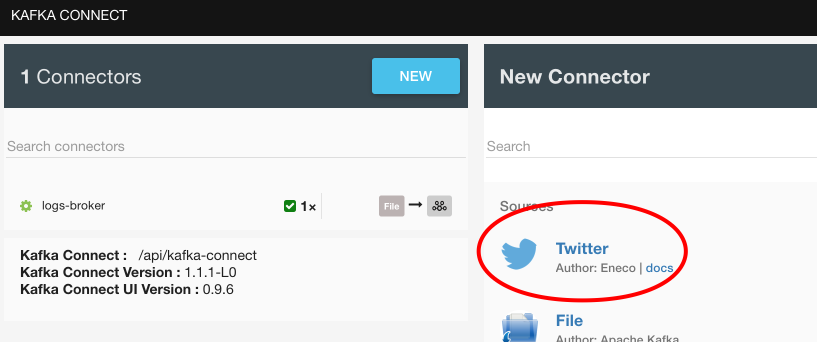 KAFKA CONNECT
1 Connectors
NEW
Search connectors
logs-broker
1×
File
Kafka Connect : /api/kafka-connect
Kafka Connect Version : 1.1.1-L0
Kafka Connect UI Version : 0.9.6
New Connector
Search
Sources
Twitter
Author: Eneco | docs
File
Author: Apache Kafka